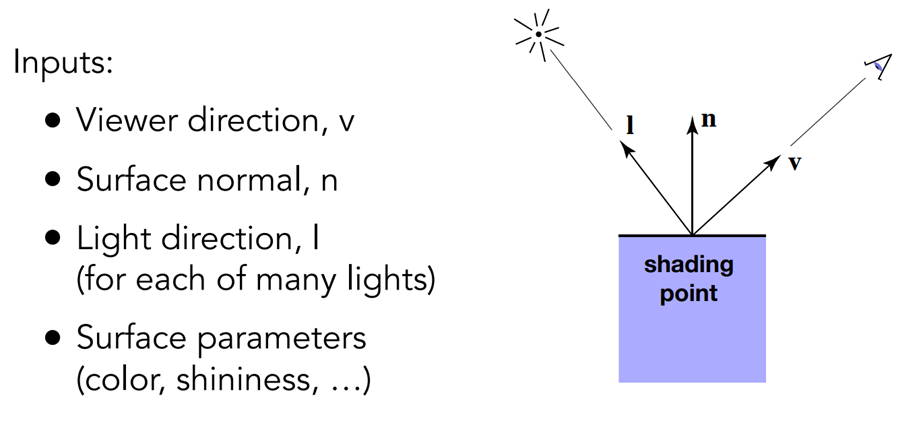 Inputs:
• Viewer direction, v
• Surface normal, n
• Light direction, l
(for each of many lights)
• Surface parameters
(color, shininess, …)
l
n
v
shading
point